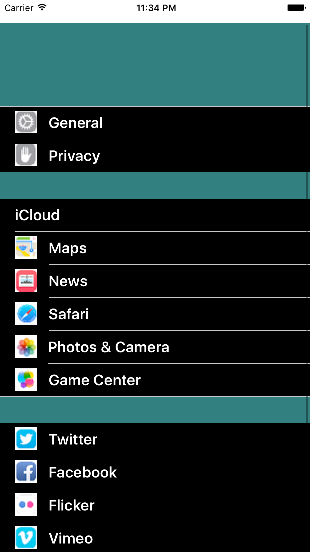 Carrier 11:34 PM
General
Privacy
iCloud
Maps
News
Safari
Photos & Camera
Game Center
Twitter
Facebook
Flicker
Vimeo